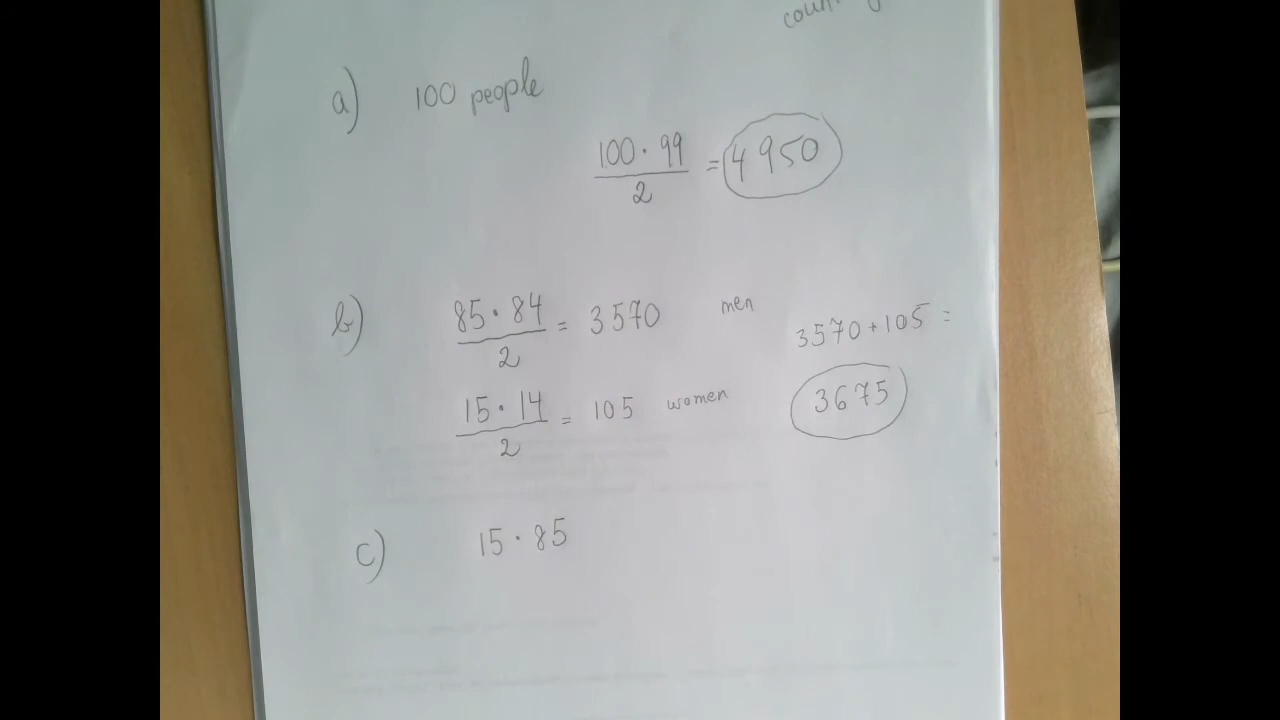 a) 100 people
100 · 99 / 2 = 4950
b) 85 · 84 / 2 = 3570 men
3570 + 105 =
15 · 14 / 2 = 105 women
3675
c) 15 · 85